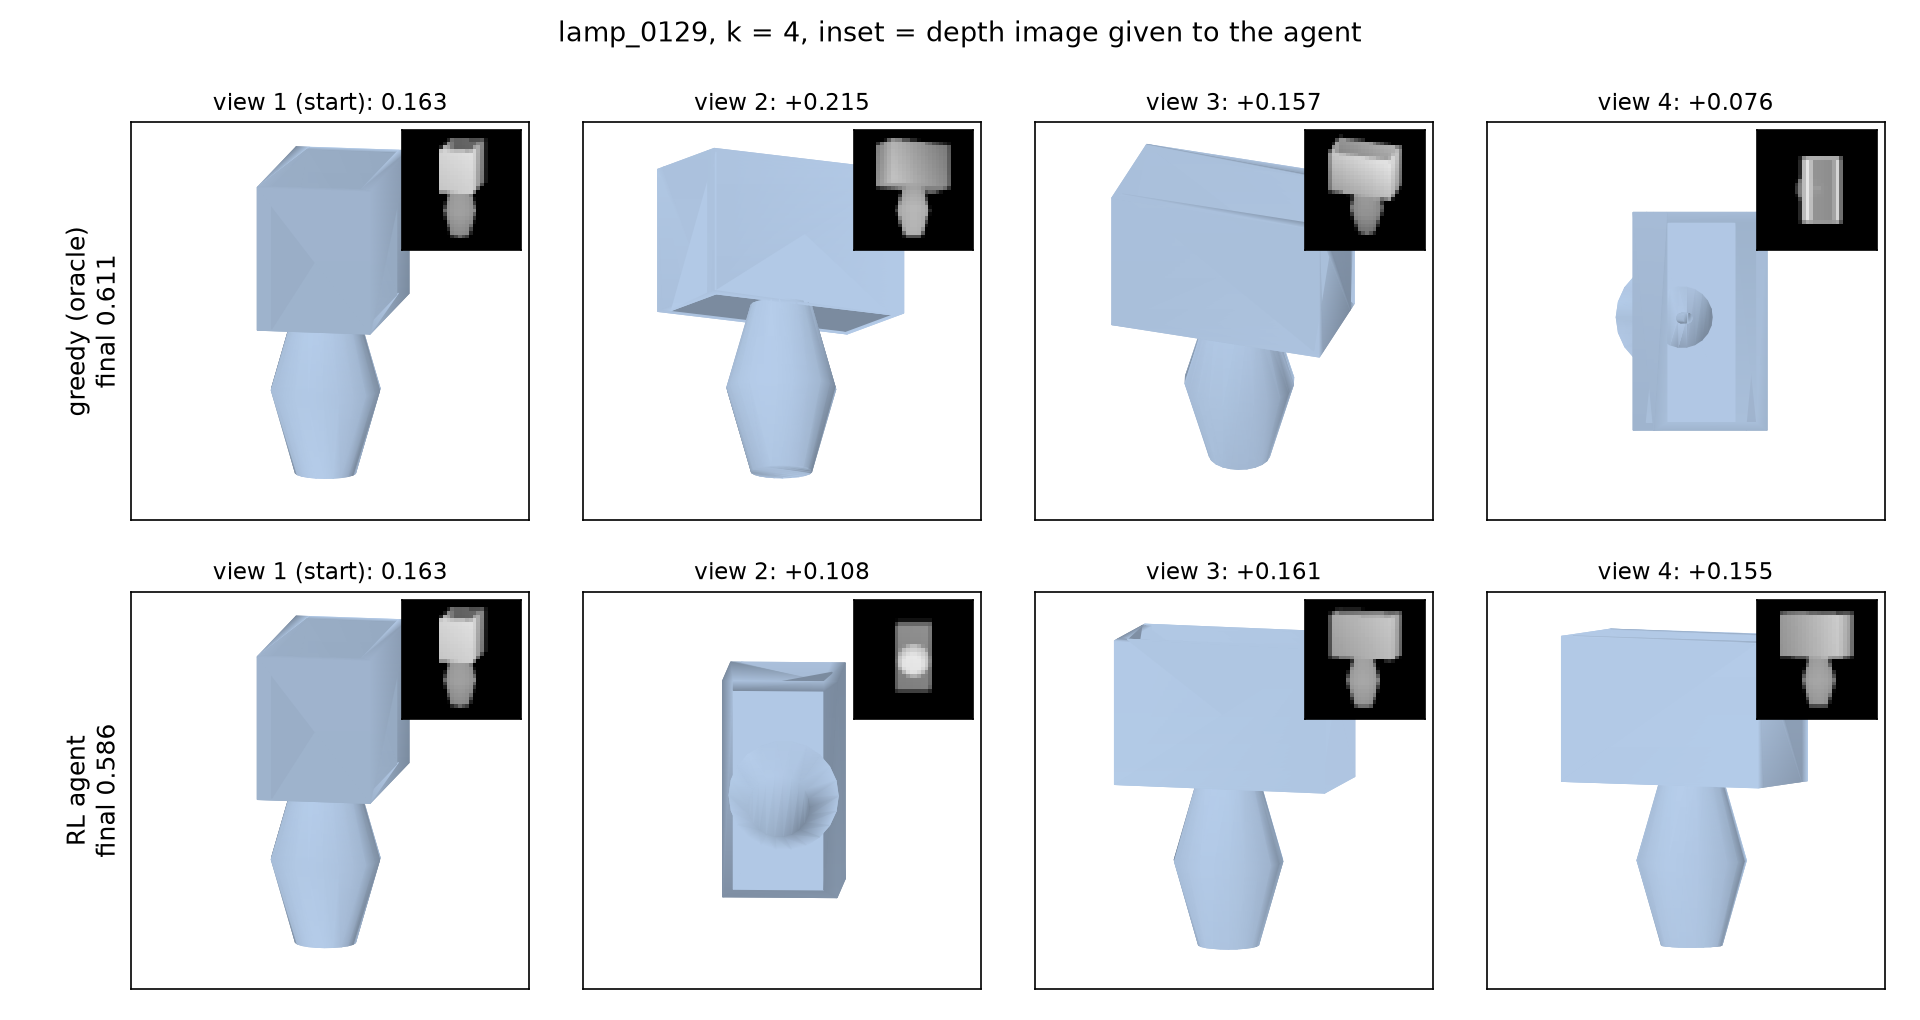 lamp_0129, k = 4, inset = depth image given to the agent
greedy (oracle)
final 0.611
view 1 (start): 0.163
view 2: +0.215
view 3: +0.157
view 4: +0.076
RL agent
final 0.586
view 1 (start): 0.163
view 2: +0.108
view 3: +0.161
view 4: +0.155